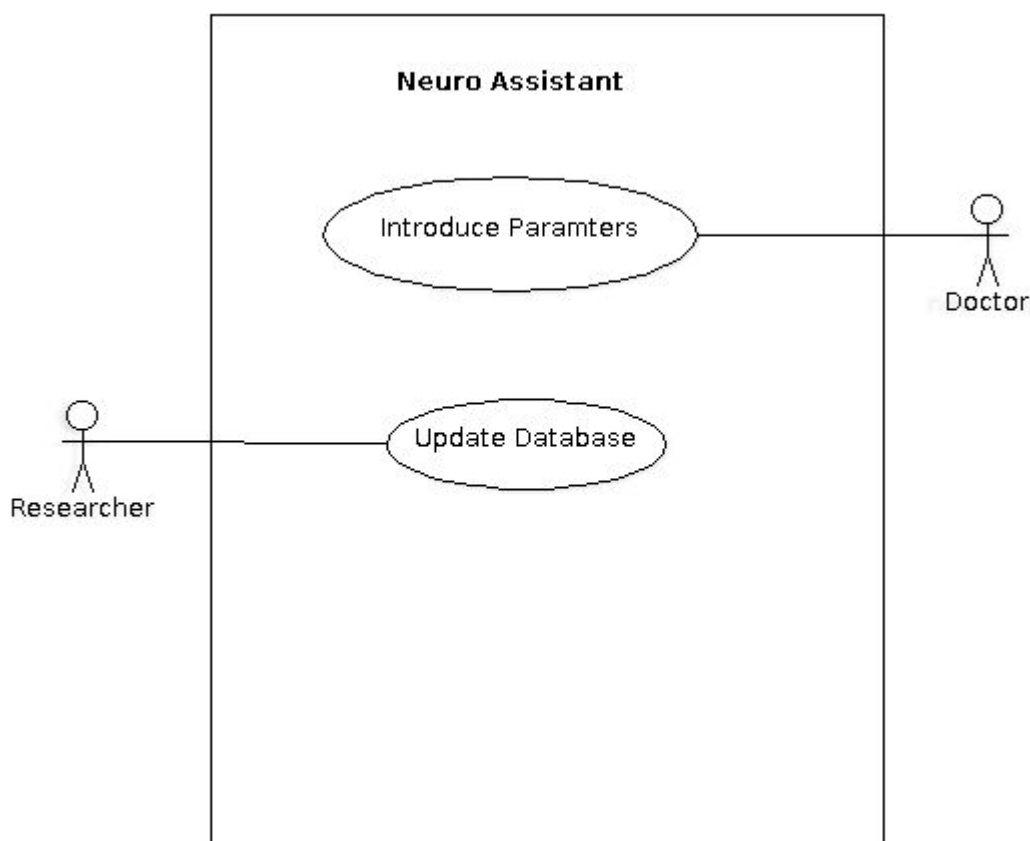 Neuro Assistant
Introduce Paramters
Doctor
Update Database
Researcher